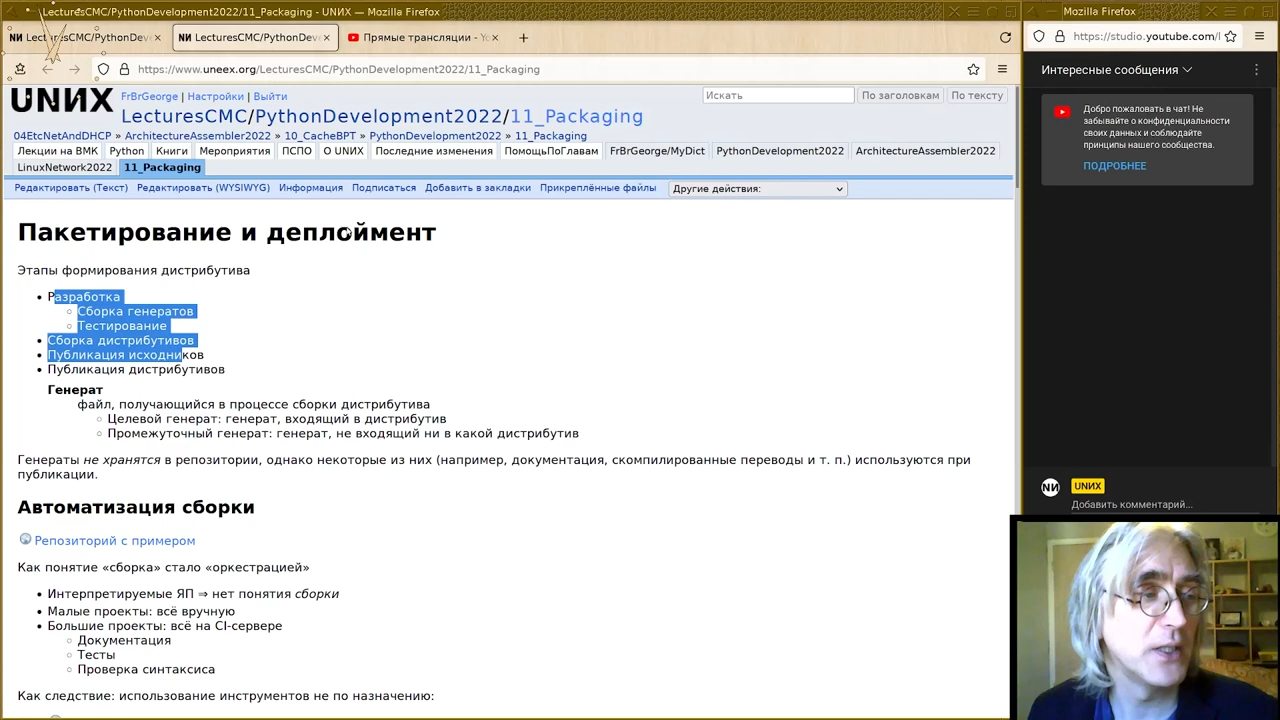 LecturesCMC/PythonDevelopment2022/11_Packaging - UNИX — Mozilla Firefox
Mozilla Firefox
LecturesCMC/PythonDeve
LecturesCMC/PythonDeve
Прямые трансляции - Yo
https://www.uneex.org/LecturesCMC/PythonDevelopment2022/11_Packaging
https://studio.youtube.com/l
UNИX
FrBrGeorge | Настройки | Выйти
Искать
По заголовкам
По тексту
LecturesCMC/PythonDevelopment2022/11_Packaging
04EtcNetAndDHCP » ArchitectureAssembler2022 » 10_CacheBPT » PythonDevelopment2022 » 11_Packaging
Лекции на ВМК
Python
Книги
Мероприятия
ПСПО
О UNИX
Последние изменения
ПомощьПоГлавам
FrBrGeorge/MyDict
PythonDevelopment2022
ArchitectureAssembler2022
LinuxNetwork2022
11_Packaging
Редактировать (Текст)
Редактировать (WYSIWYG)
Информация
Подписаться
Добавить в закладки
Прикреплённые файлы
Другие действия:
Пакетирование и деплоймент
Этапы формирования дистрибутива
Разработка
Сборка генератов
Тестирование
Сборка дистрибутивов
Публикация исходников
Публикация дистрибутивов
Генерат
файл, получающийся в процессе сборки дистрибутива
Целевой генерат: генерат, входящий в дистрибутив
Промежуточный генерат: генерат, не входящий ни в какой дистрибутив
Генераты не хранятся в репозитории, однако некоторые из них (например, документация, скомпилированные переводы и т. п.) используются при
публикации.
Автоматизация сборки
Репозиторий с примером
Как понятие «сборка» стало «оркестрацией»
Интерпретируемые ЯП ⇒ нет понятия сборки
Малые проекты: всё вручную
Большие проекты: всё на CI-сервере
Документация
Тесты
Проверка синтаксиса
Как следствие: использование инструментов не по назначению:
Интересные сообщения
Добро пожаловать в чат! Не
забывайте о конфиденциальности
своих данных и соблюдайте
принципы нашего сообщества.
ПОДРОБНЕЕ
NИ
UNИX
Добавить комментарий...